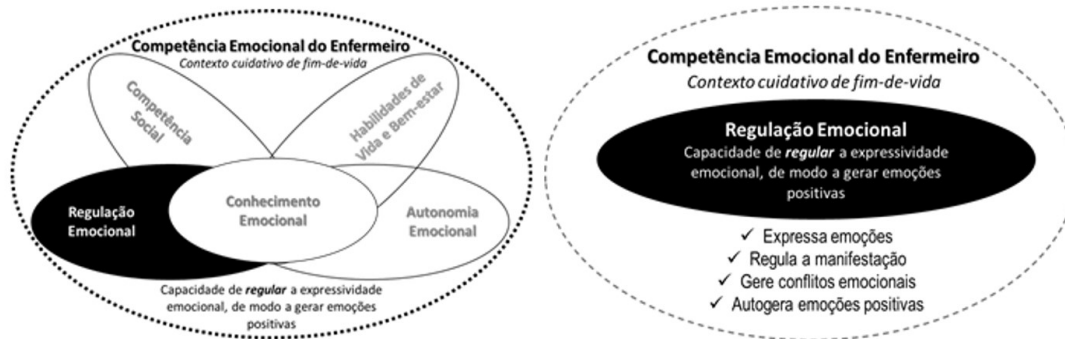 Competência Emocional do Enfermeiro
Contexto cuidativo de fim-de-vida
Competência
Social
Habilidades de
Vida e Bem-estar
Regulação
Emocional
Conhecimento
Emocional
Autonomia
Emocional
Capacidade de regular a expressividade
emocional, de modo a gerar emoções
positivas
Competência Emocional do Enfermeiro
Contexto cuidativo de fim-de-vida
Regulação Emocional
Capacidade de regular a expressividade
emocional, de modo a gerar emoções
positivas
✓ Expressa emoções
✓ Regula a manifestação
✓ Gere conflitos emocionais
✓ Autogera emoções positivas